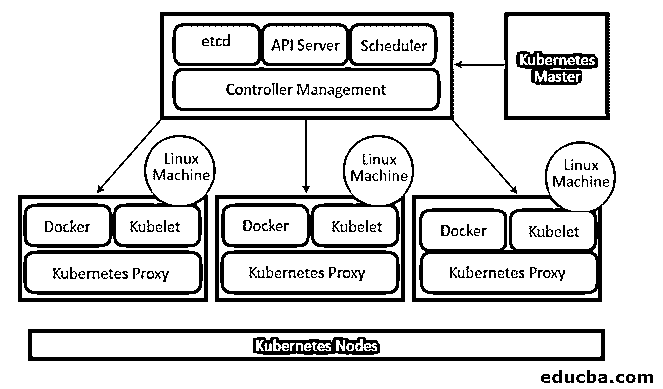 etcd
API Server
Scheduler
Kubernetes
Master
Controller Management
Linux
Machine
Linux
Machine
Linux
Machine
Docker
Kubelet
Docker
Kubelet
Docker
Kubelet
Kubernetes Proxy
Kubernetes Proxy
Kubernetes Proxy
Kubernetes Nodes
educba.com